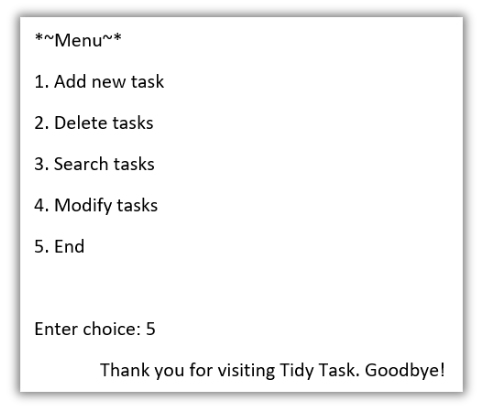 *~Menu~*
1. Add new task
2. Delete tasks
3. Search tasks
4. Modify tasks
5. End
Enter choice: 5
Thank you for visiting Tidy Task. Goodbye!